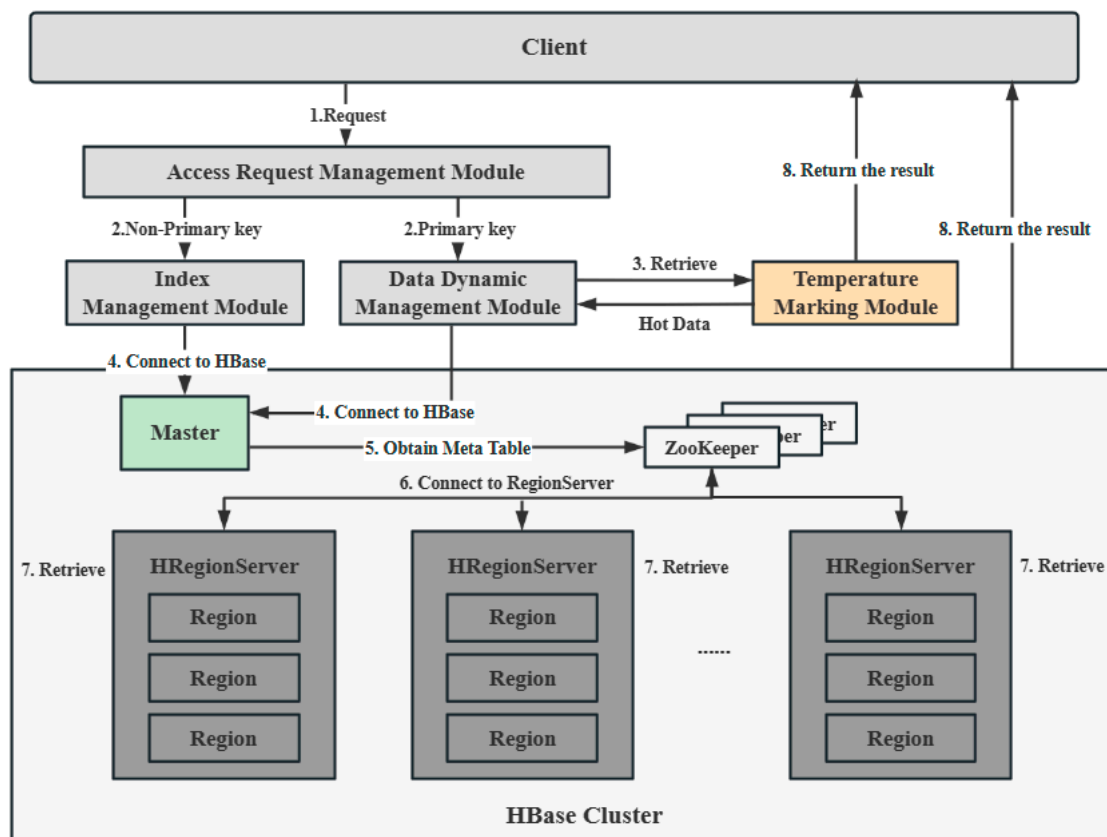 Client
1.Request
Access Request Management Module
8. Return the result
8. Return the result
2.Non-Primary key
2.Primary key
Index
Management Module
Data Dynamic
Management Module
3. Retrieve
Hot Data
Temperature
Marking Module
4. Connect to HBase
4. Connect to HBase
Master
5. Obtain Meta Table
ZooKeeper
6. Connect to RegionServer
7. Retrieve
HRegionServer
Region
Region
Region
HRegionServer
Region
Region
Region
7. Retrieve
......
HRegionServer
Region
Region
Region
7. Retrieve
HBase Cluster